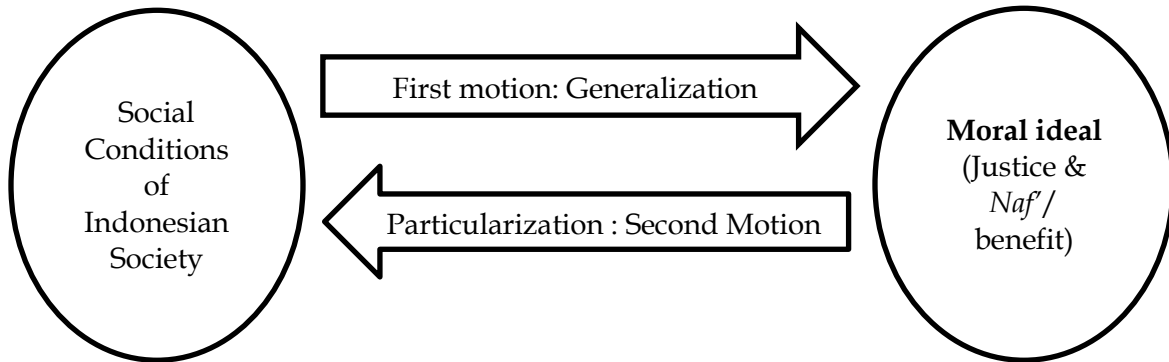 Social
Conditions
of
Indonesian
Society
First motion: Generalization
Particularization : Second Motion
Moral ideal
(Justice &
Naf'/
benefit)